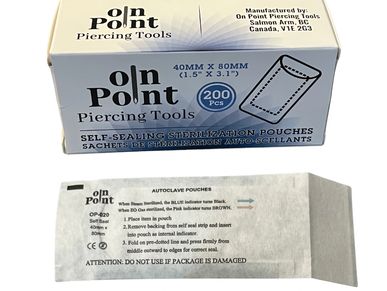 On
Point
Piercing Tools
Manufactured by:
On Point Piercing Tools
Salmon Arm, BC
Canada, V1E 2G3
40MM X 80MM
(1.5" X 3.1")
On
Point
Piercing Tools
200
Pcs
SELF-SEALING STERILIZATION POUCHES
SACHETS DE STÉRILISATION AUTO-SCELLANTS
On
Point
OP-020
Self Seal
40mm x
80mm
CE
AUTOCLAVE POUCHES
When Steam sterilized, the BLUE indicator turns Black.
When EO Gas sterilized, the Pink indicator turns BROWN.
1. Place item in pouch
2. Remove backing from self seal strip and insert
into pouch as internal indicator.
3. Fold on pre-dotted line and press firmly from
middle outward to edges for correct seal.
ATTENTION: DO NOT USE IF PACKAGE IS DAMAGED